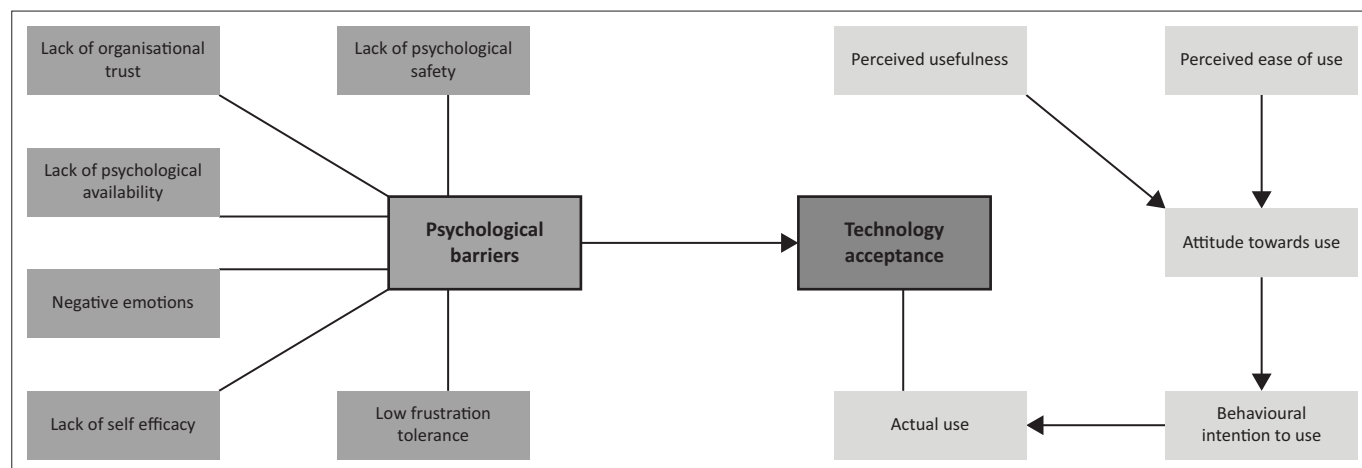 Lack of organisational
trust
Lack of psychological
safety
Perceived usefulness
Perceived ease of use
Lack of psychological
availability
Psychological
barriers
Technology
acceptance
Attitude towards use
Negative emotions
Lack of self efficacy
Low frustration
tolerance
Actual use
Behavioural
intention to use